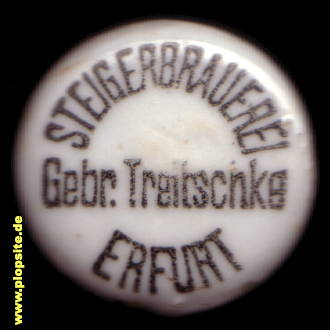 STEIGERBRAUEREI
Gebr. Treitschke
ERFURT
www.plopsite.de